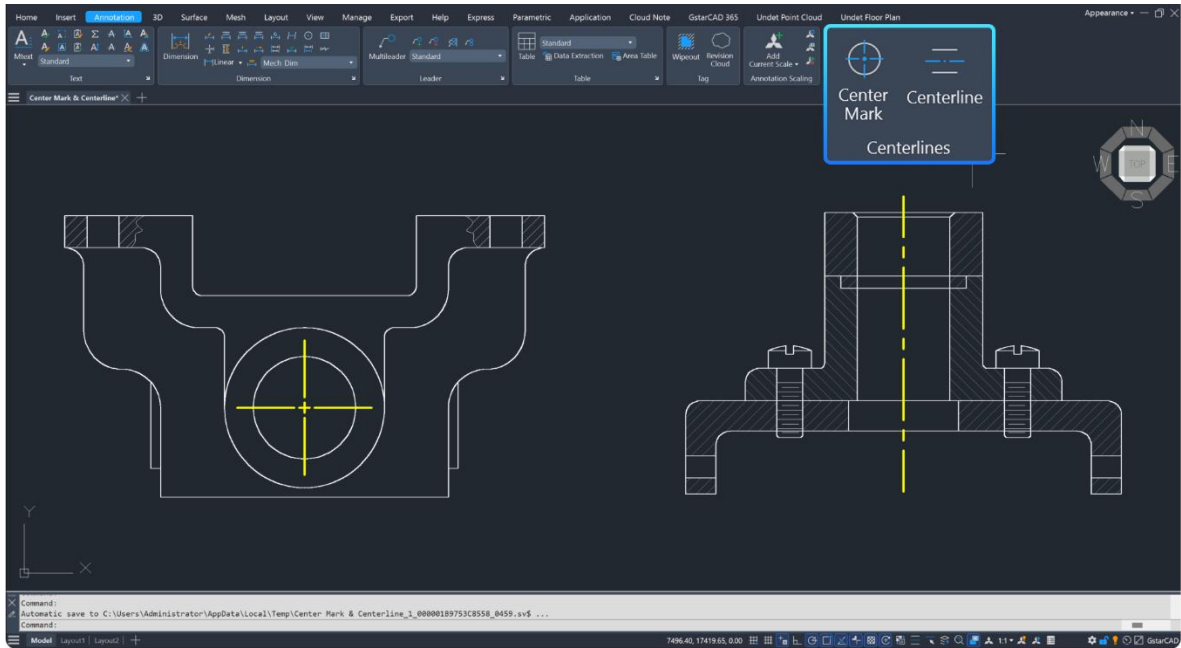 Home Insert Annotation 3D Surface Mesh Layout View Manage Export Help Express Parametric Application Cloud Note GstarCAD 365 Undet Point Cloud Undet Floor Plan Appearance
Mtext
Standard
Text
Dimension
Linear
Mech Dim
Dimension
Multileader
Standard
Leader
Table
Standard
Data Extraction
Area Table
Table
Wipeout
Revision Cloud
Tag
Add Current Scale
Annotation Scaling
Center Mark
Centerline
Centerlines
Center Mark & Centerline*
N
W TOP E
S
Y
X
Command:
Automatic save to C:\Users\Administrator\AppData\Local\Temp\Center Mark & Centerline_1_00000189753C8558_0459.sv$ ...
Command:
Model Layout1 Layout2 7496.40, 17419.65, 0.00 1:1 GstarCAD